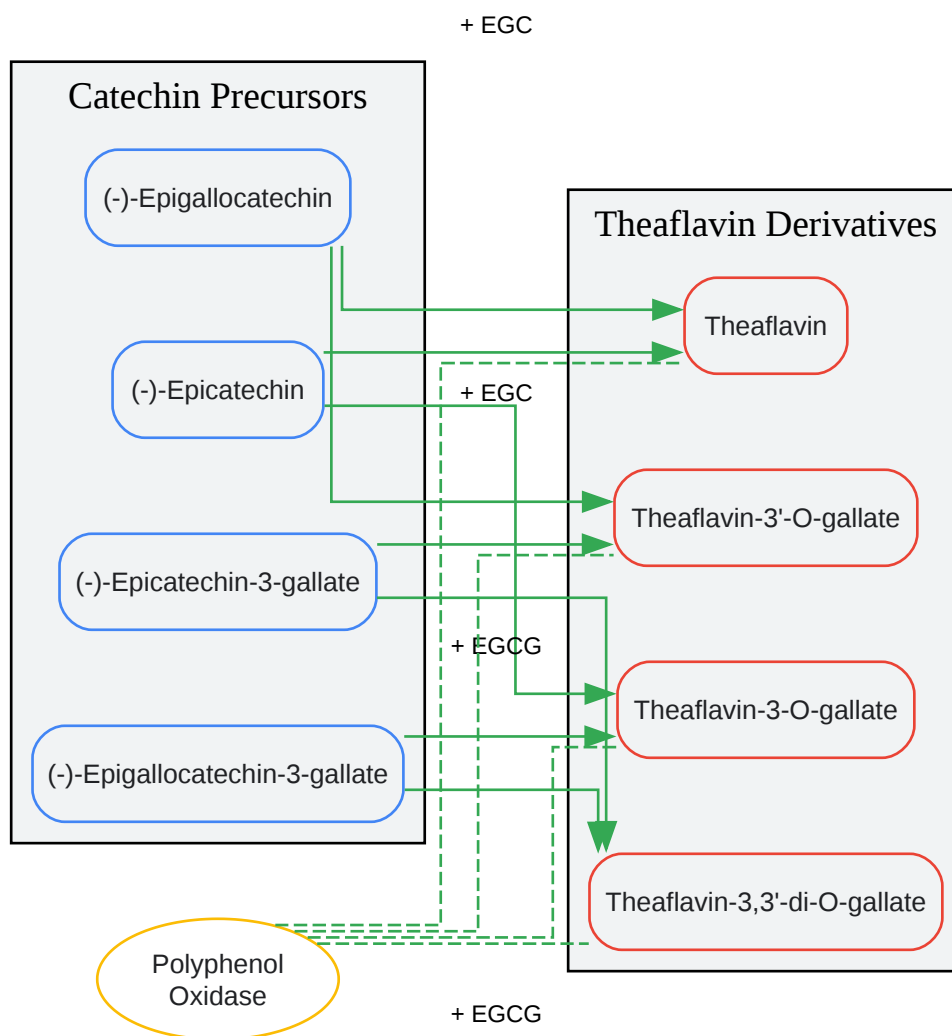 + EGC
Catechin Precursors
(-)-Epigallocatechin
Theaflavin Derivatives
Theaflavin
(-)-Epicatechin
+ EGC
Theaflavin-3'-O-gallate
(-)-Epicatechin-3-gallate
+ EGCG
Theaflavin-3-O-gallate
(-)-Epigallocatechin-3-gallate
Theaflavin-3,3'-di-O-gallate
Polyphenol
Oxidase
+ EGCG